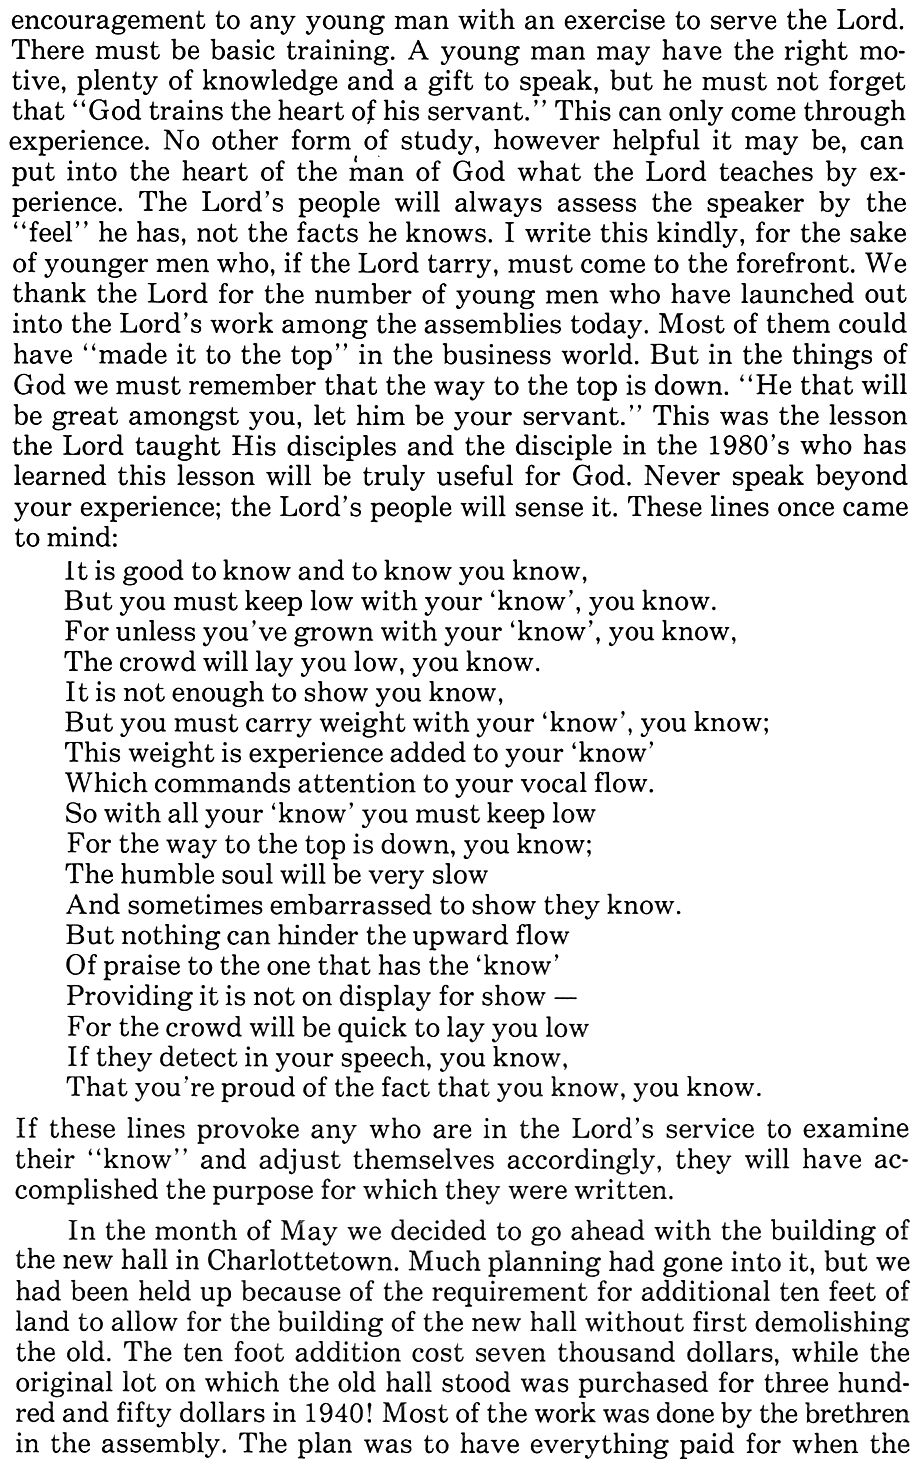 encouragement to any young man with an exercise to serve the Lord.
There must be basic training. A young man may have the right mo-
tive, plenty of knowledge and a gift to speak, but he must not forget
that “God trains the heart of his servant.” This can only come through
experience. No other form of study, however helpful it may be, can
put into the heart of the man of God what the Lord teaches by ex-
perience. The Lord’s people will always assess the speaker by the
“feel” he has, not the facts he knows. I write this kindly, for the sake
of younger men who, if the Lord tarry, must come to the forefront. We
thank the Lord for the number of young men who have launched out
into the Lord’s work among the assemblies today. Most of them could
have “made it to the top” in the business world. But in the things of
God we must remember that the way to the top is down. “He that will
be great amongst you, let him be your servant.” This was the lesson
the Lord taught His disciples and the disciple in the 1980’s who has
learned this lesson will be truly useful for God. Never speak beyond
your experience; the Lord’s people will sense it. These lines once came
to mind:
It is good to know and to know you know,
But you must keep low with your ‘know’, you know.
For unless you’ve grown with your ‘know’, you know,
The crowd will lay you low, you know.
It is not enough to show you know,
But you must carry weight with your ‘know’, you know;
This weight is experience added to your ‘know’
Which commands attention to your vocal flow.
So with all your ‘know’ you must keep low
For the way to the top is down, you know;
The humble soul will be very slow
And sometimes embarrassed to show they know.
But nothing can hinder the upward flow
Of praise to the one that has the ‘know’
Providing it is not on display for show —
For the crowd will be quick to lay you low
If they detect in your speech, you know,
That you’re proud of the fact that you know, you know.
If these lines provoke any who are in the Lord’s service to examine
their “know” and adjust themselves accordingly, they will have ac-
complished the purpose for which they were written.
In the month of May we decided to go ahead with the building of
the new hall in Charlottetown. Much planning had gone into it, but we
had been held up because of the requirement for additional ten feet of
land to allow for the building of the new hall without first demolishing
the old. The ten foot addition cost seven thousand dollars, while the
original lot on which the old hall stood was purchased for three hund-
red and fifty dollars in 1940! Most of the work was done by the brethren
in the assembly. The plan was to have everything paid for when the